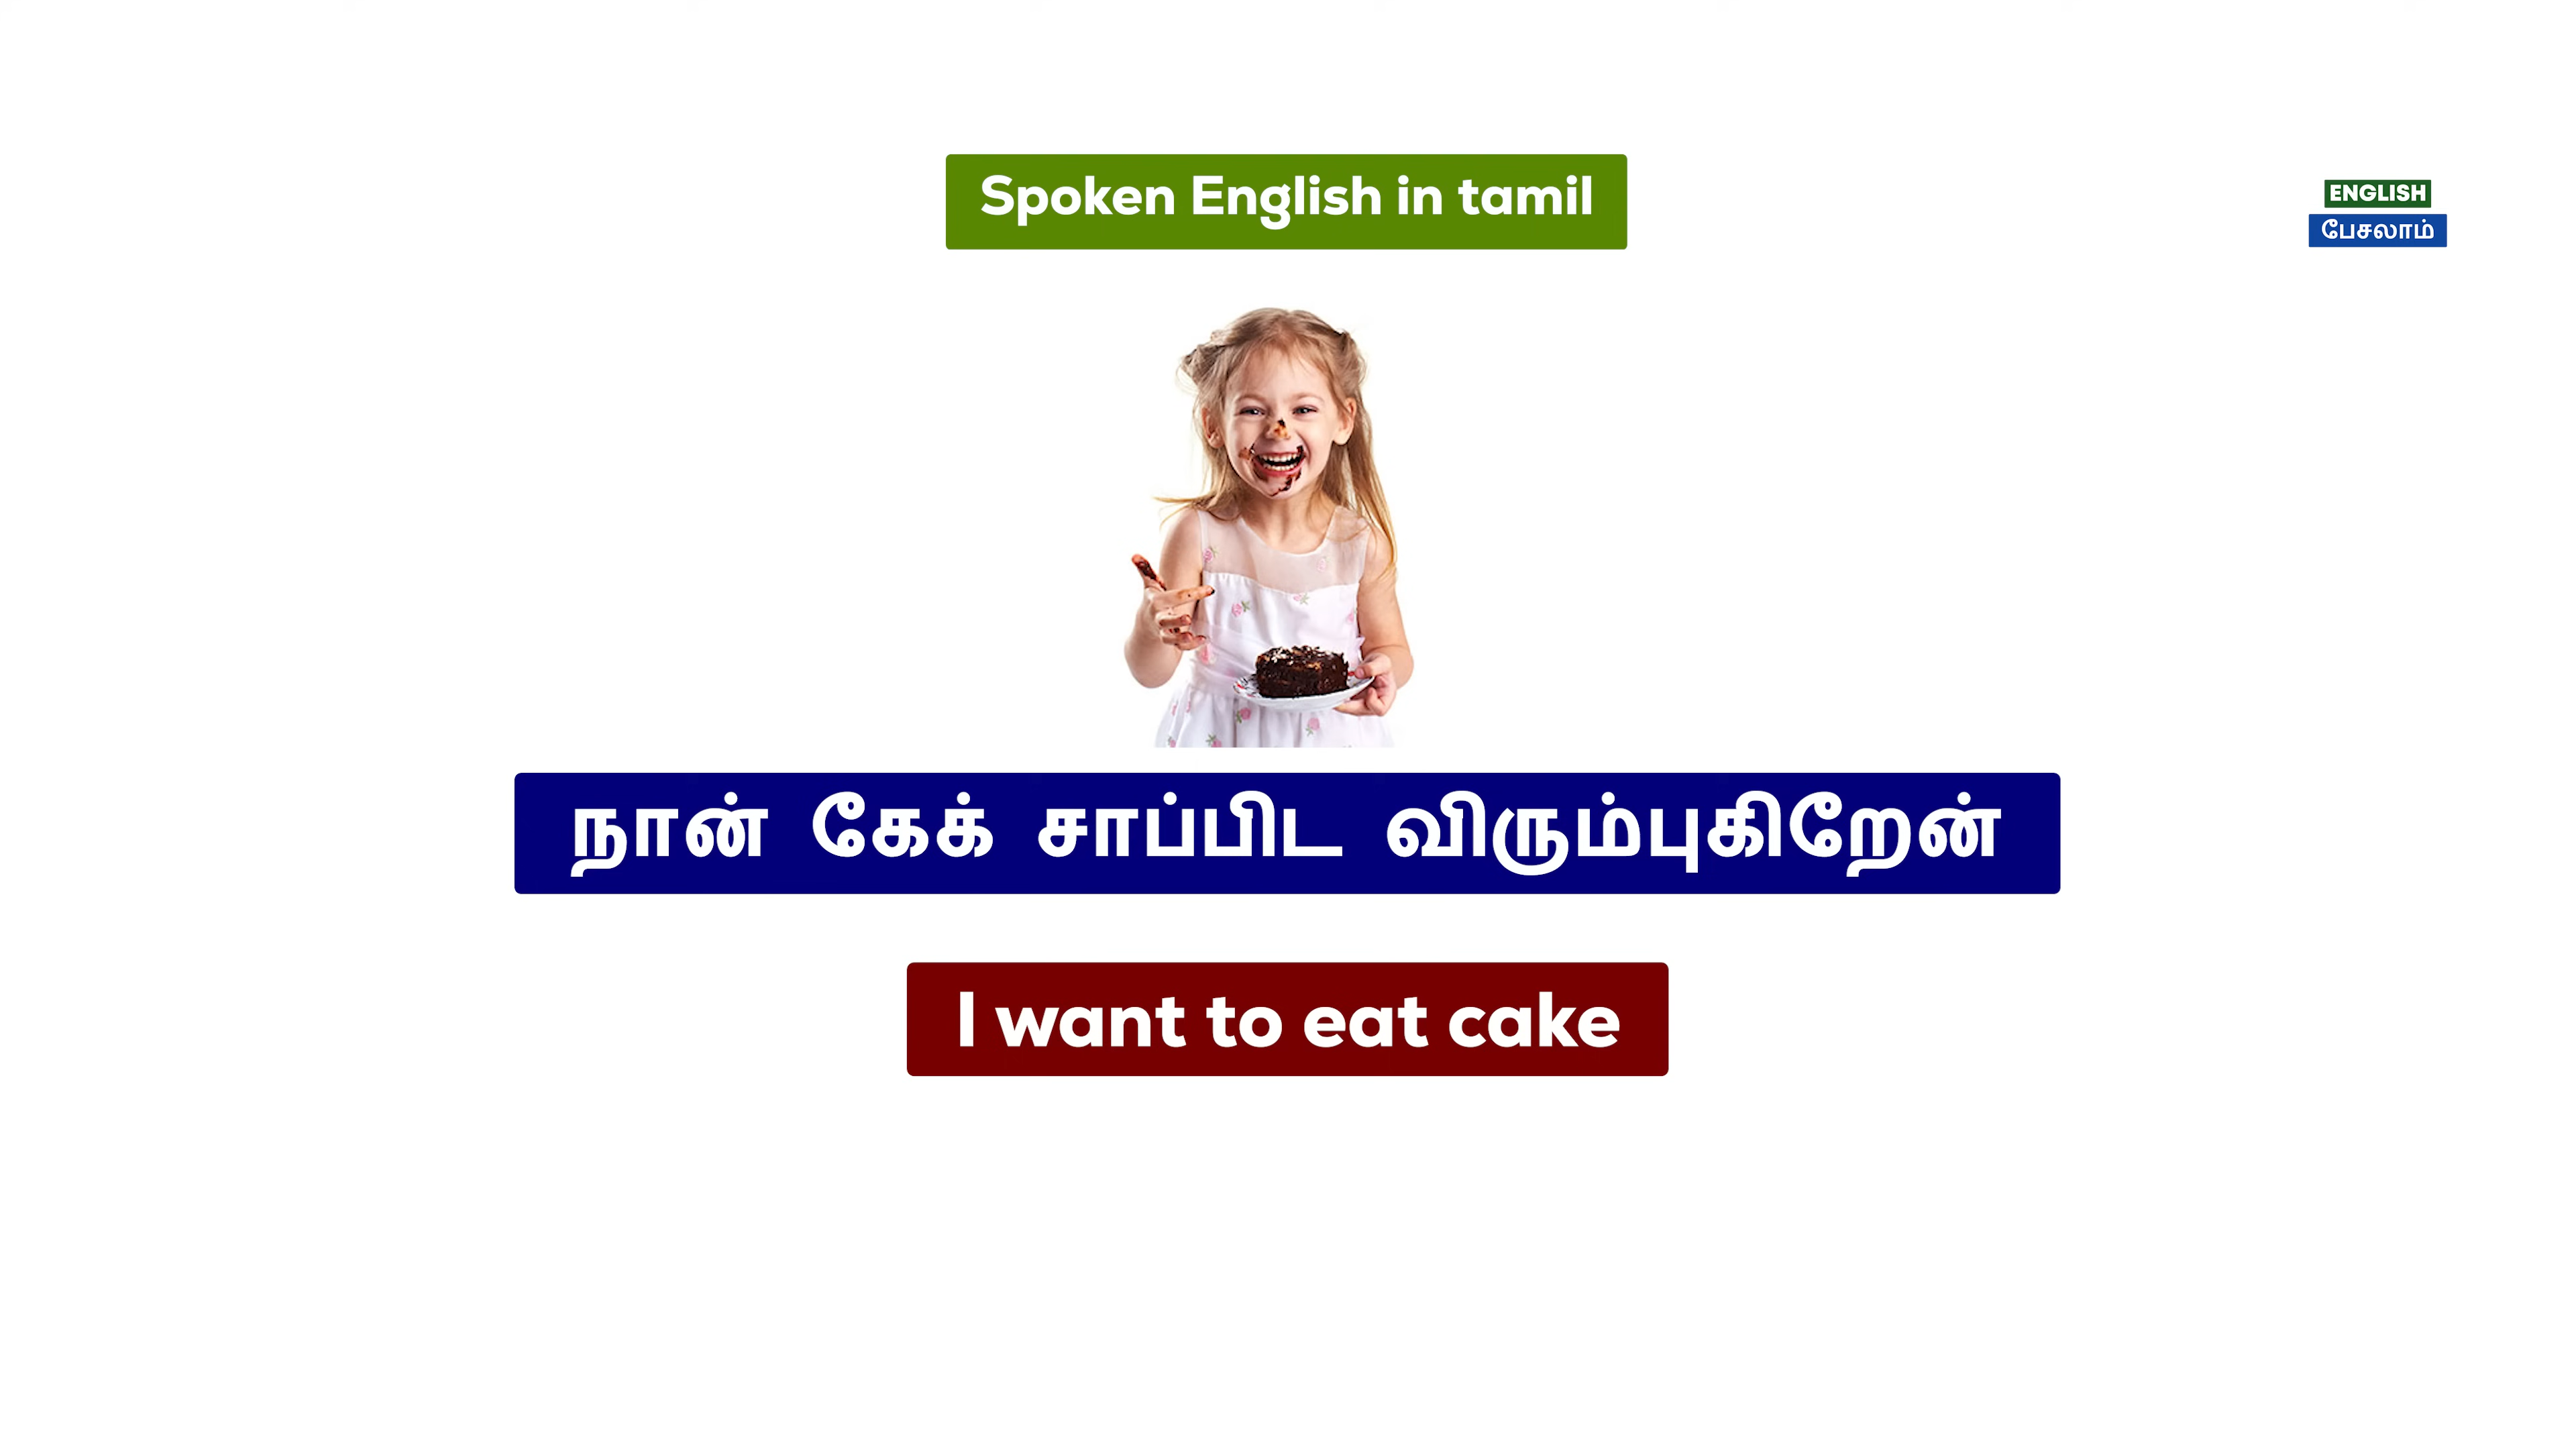 Spoken English in tamil
ENGLISH
பேசலாம்
நான் கேக் சாப்பிட விரும்புகிறேன்
I want to eat cake